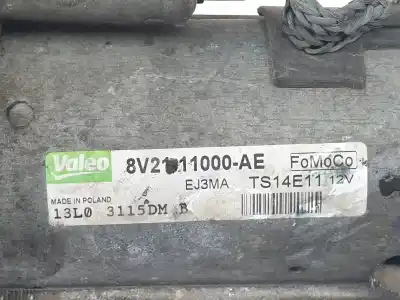 Valeo
8V21-11000-AE
FoMoCo
EJ3MA
TS14E11 12V
MADE IN POLAND
13L0 3115DM B